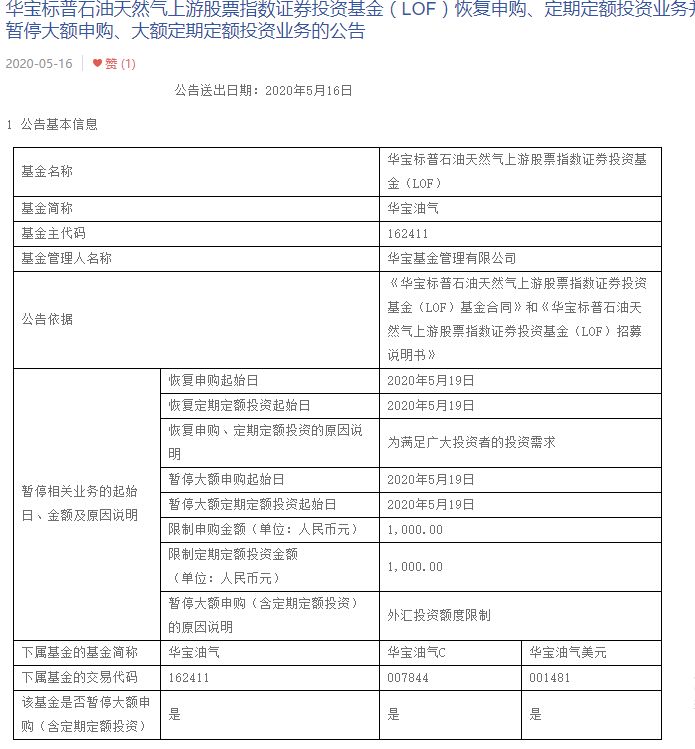 华宝标普石油天然气上游股票指数证券投资基金（LOF）恢复申购、定期定额投资业务
暂停大额申购、大额定期定额投资业务的公告
2020-05-16
赞 (1)
公告送出日期：2020年5月16日
1 公告基本信息
基金名称
华宝标普石油天然气上游股票指数证券投资基
金（LOF）
基金简称
华宝油气
基金主代码
162411
基金管理人名称
华宝基金管理有限公司
公告依据
《华宝标普石油天然气上游股票指数证券投资
基金（LOF）基金合同》和《华宝标普石油天
然气上游股票指数证券投资基金（LOF）招募
说明书》
暂停相关业务的起始
日、金额及原因说明
恢复申购起始日
2020年5月19日
恢复定期定额投资起始日
2020年5月19日
恢复申购、定期定额投资的原因说
明
为满足广大投资者的投资需求
暂停大额申购起始日
2020年5月19日
暂停大额定期定额投资起始日
2020年5月19日
限制申购金额（单位：人民币元）
1,000.00
限制定期定额投资金额
（单位：人民币元）
1,000.00
暂停大额申购（含定期定额投资）
的原因说明
外汇投资额度限制
下属基金的基金简称
华宝油气
华宝油气C
华宝油气美元
下属基金的交易代码
162411
007844
001481
该基金是否暂停大额申
购（含定期定额投资）
是
是
是